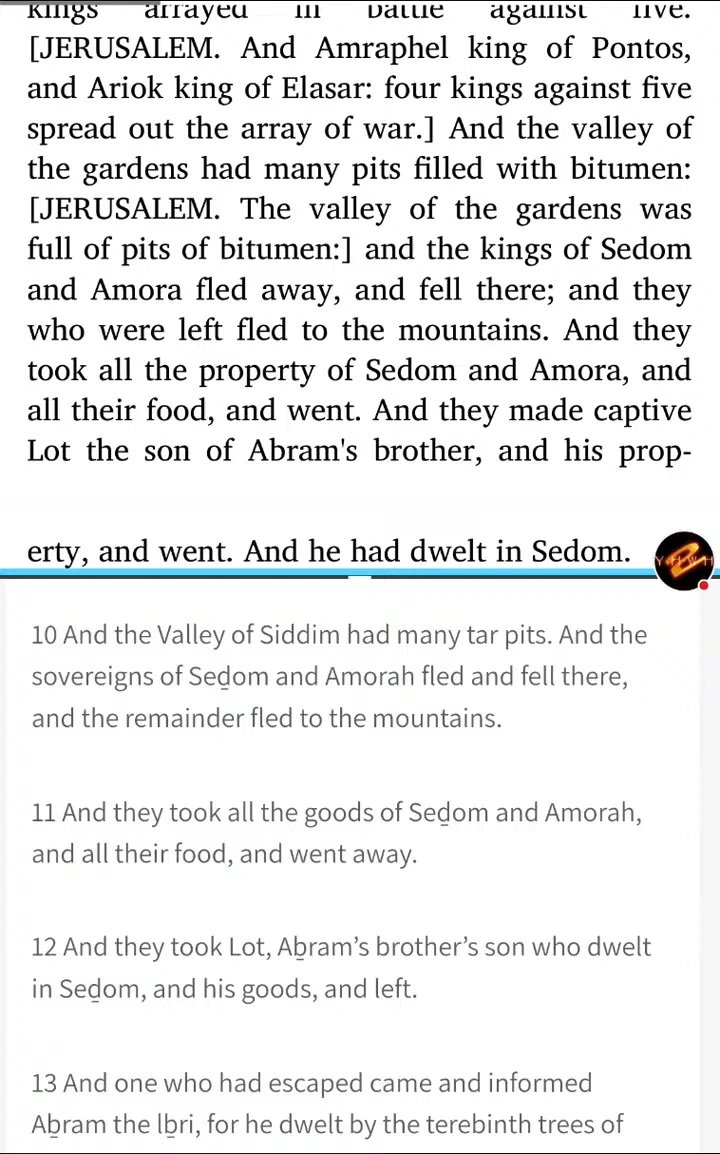 kings arrayed in battle against five.
[JERUSALEM. And Amraphel king of Pontos,
and Ariok king of Elasar: four kings against five
spread out the array of war.] And the valley of
the gardens had many pits filled with bitumen:
[JERUSALEM. The valley of the gardens was
full of pits of bitumen:] and the kings of Sedom
and Amora fled away, and fell there; and they
who were left fled to the mountains. And they
took all the property of Sedom and Amora, and
all their food, and went. And they made captive
Lot the son of Abram's brother, and his prop-
erty, and went. And he had dwelt in Sedom.
10 And the Valley of Siddim had many tar pits. And the
sovereigns of Seḏom and Amorah fled and fell there,
and the remainder fled to the mountains.
11 And they took all the goods of Seḏom and Amorah,
and all their food, and went away.
12 And they took Lot, Aḇram’s brother’s son who dwelt
in Seḏom, and his goods, and left.
13 And one who had escaped came and informed
Aḇram the lḇri, for he dwelt by the terebinth trees of